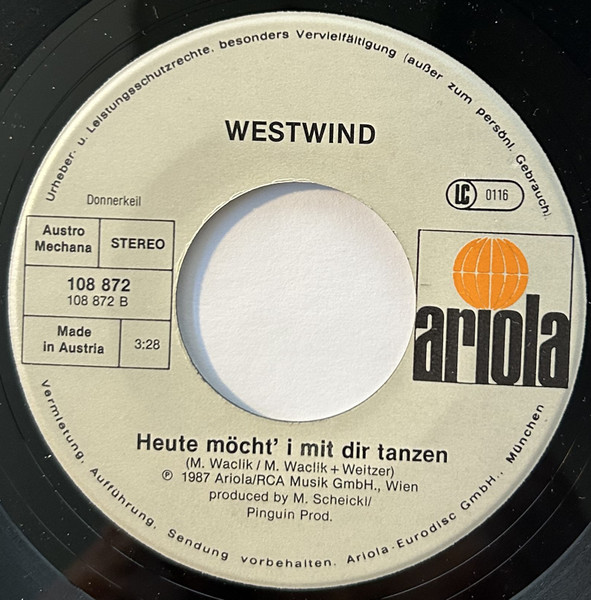 Urheber- u. Leistungsschutzrechte, besonders Vervielfältigung (außer zum persönl. Gebrauch),
WESTWIND
LC 0116
Donnerkeil
Austro Mechana
STEREO
108 872
108 872 B
Made in Austria
3:28
ariola
Heute möcht' i mit dir tanzen
(M. Waclik / M. Waclik + Weitzer)
℗ 1987 Ariola/RCA Musik GmbH., Wien
produced by M. Scheickl/
Pinguin Prod.
Vermietung, Aufführung, Sendung vorbehalten. Ariola-Eurodisc GmbH., München